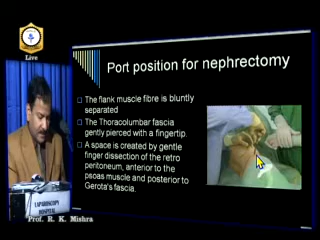 Live
Port position for nephrectomy
The flank muscle fibre is bluntly
separated
The Thoracolumbar fascia
gently pierced with a fingertip.
A space is created by gentle
finger dissection of the retro
peritoneum, anterior to the
psoas muscle and posterior to
Gerota's fascia.
LAPAROSCOPY
HOSPITAL
Prof. R. K. Mishra